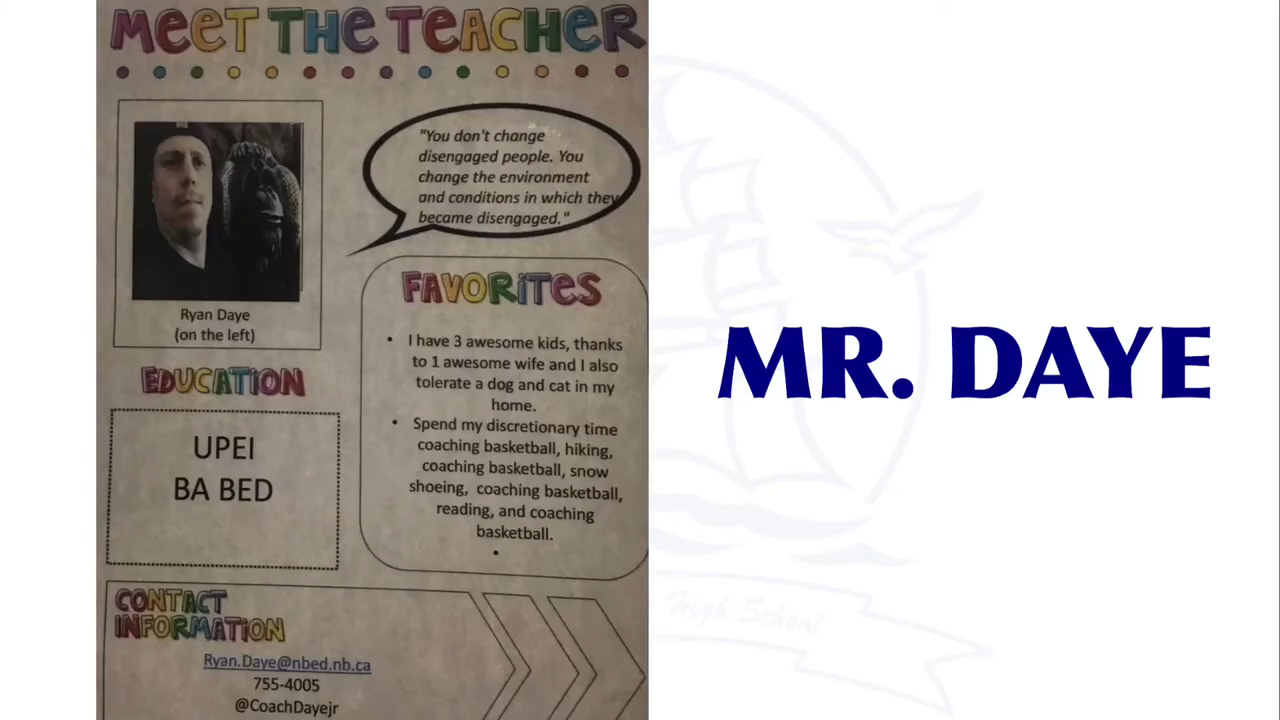 MEET THE TEACHER
"You don't change
disengaged people. You
change the environment
and conditions in which they
became disengaged."
Ryan Daye
(on the left)
EDUCATION
UPEI
BA BED
FAVORITES
• I have 3 awesome kids, thanks
to 1 awesome wife and I also
tolerate a dog and cat in my
home.
• Spend my discretionary time
coaching basketball, hiking,
coaching basketball, snow
shoeing, coaching basketball,
reading, and coaching
basketball.
•
CONTACT
INFORMATION
Ryan.Daye@nbed.nb.ca
755-4005
@CoachDayejr
MR. DAYE
High School